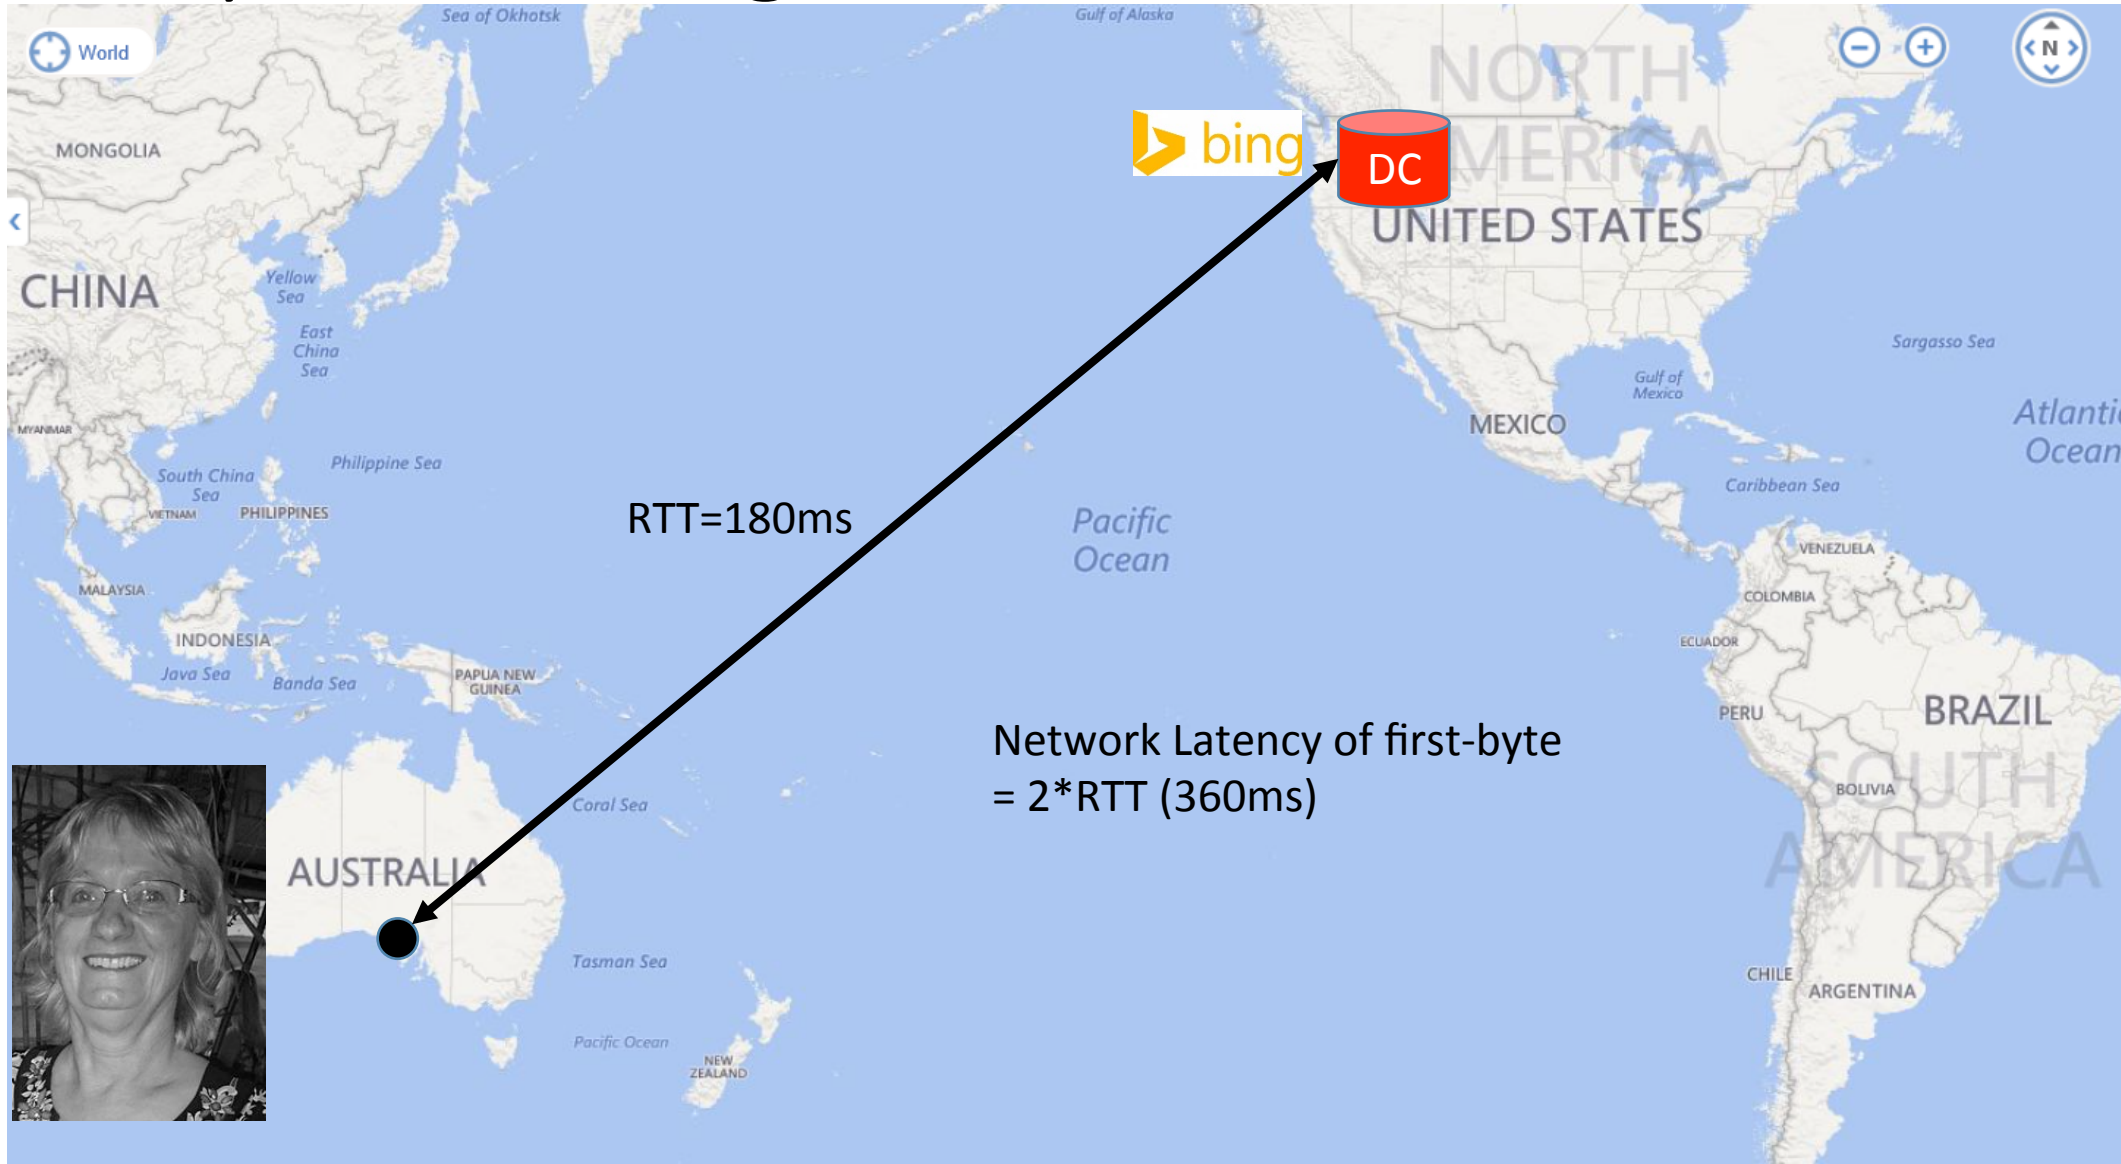 Sea of Okhotsk
Gulf of Alaska
World
N
NORTH
AMERICA
MONGOLIA
bing
DC
UNITED STATES
CHINA
Yellow
Sea
East
China
Sea
Sargasso Sea
Gulf of
Mexico
MYANMAR
MEXICO
Atlantic
Ocean
Philippine Sea
South China
Sea
Caribbean Sea
VIETNAM
PHILIPPINES
RTT=180ms
Pacific
Ocean
VENEZUELA
MALAYSIA
COLOMBIA
INDONESIA
ECUADOR
Java Sea
Banda Sea
PAPUA NEW
GUINEA
PERU
BRAZIL
Network Latency of first-byte
= 2*RTT (360ms)
SOUTH
AMERICA
BOLIVIA
Coral Sea
AUSTRALIA
Tasman Sea
CHILE
ARGENTINA
Pacific Ocean
NEW
ZEALAND